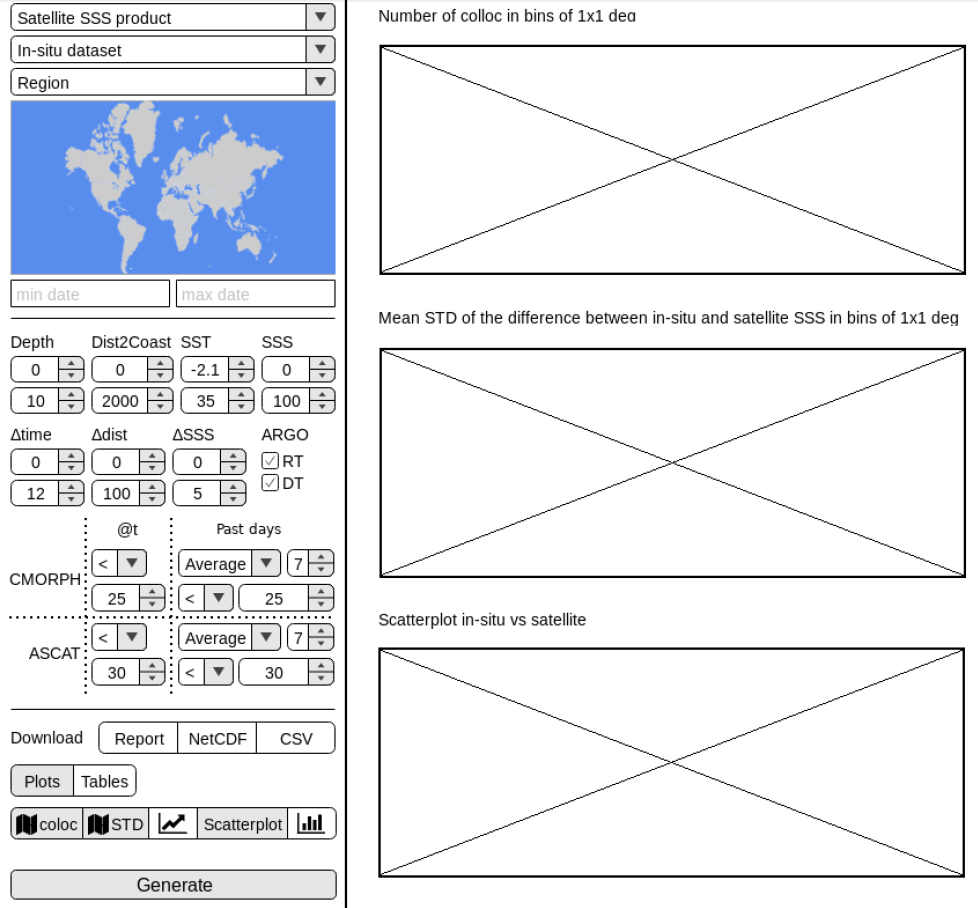 Satellite SSS product
In-situ dataset
Region
min date max date
Depth Dist2Coast SST SSS
0 0 -2.1 0
10 2000 35 100
Δtime Δdist ΔSSS ARGO
0 0 0 RT
12 100 5 DT
@t Past days
CMORPH
< Average 7
25 < 25
ASCAT
< Average 7
30 < 30
Download Report NetCDF CSV
Plots Tables
coloc STD Scatterplot
Generate
Number of colloc in bins of 1x1 deg
Mean STD of the difference between in-situ and satellite SSS in bins of 1x1 deg
Scatterplot in-situ vs satellite